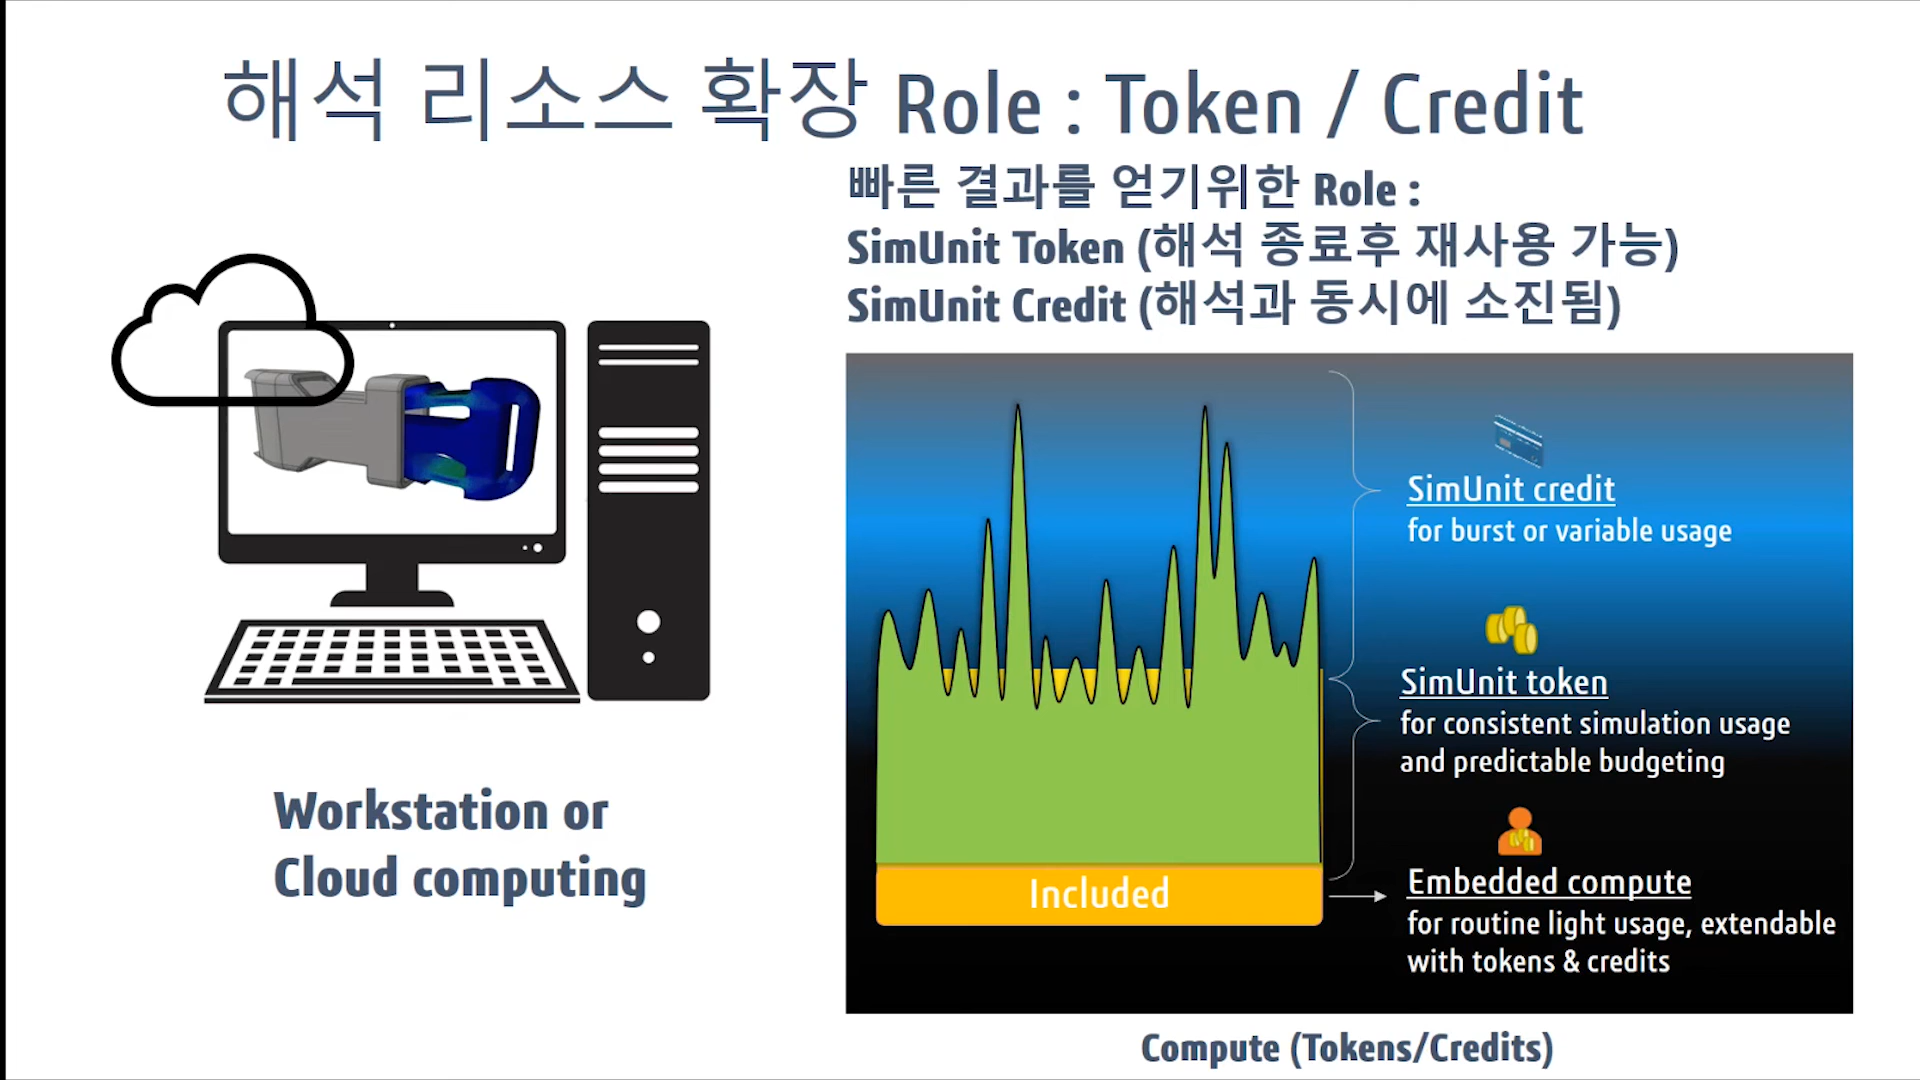 해석 리소스 확장 Role : Token / Credit
빠른 결과를 얻기위한 Role :
SimUnit Token (해석 종료후 재사용 가능)
SimUnit Credit (해석과 동시에 소진됨)
Workstation or
Cloud computing
SimUnit credit
for burst or variable usage
SimUnit token
for consistent simulation usage
and predictable budgeting
Included
Embedded compute
for routine light usage, extendable
with tokens & credits
Compute (Tokens/Credits)